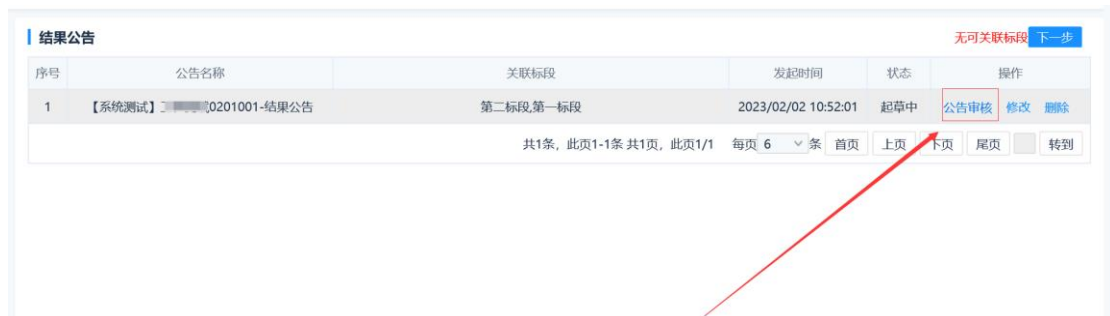 结果公告
无可关联标段 下一步
序号 公告名称 关联标段 发起时间 状态 操作
1 【系统测试】 0201001-结果公告 第二标段,第一标段 2023/02/02 10:52:01 起草中 公告审核 修改 删除
共1条，此页1-1条 共1页，此页1/1 每页 6 条 首页 上页 下页 尾页 转到